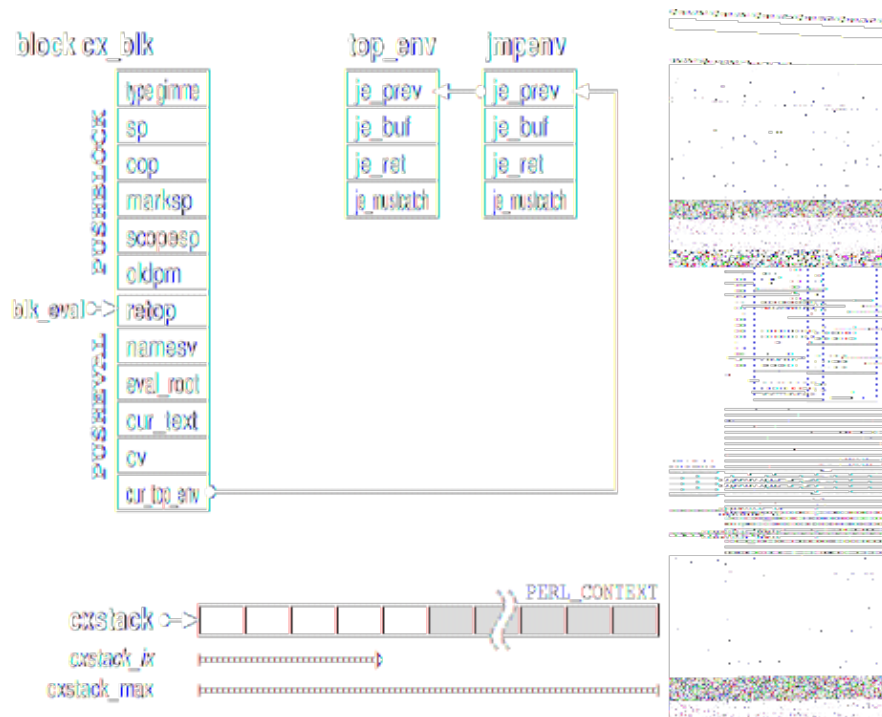 block cx_blk
top_env
jmpenv
type gimme
sp
cop
marksp
scopesp
oldpm
retop
namesv
eval_root
cur_text
cv
cur_top_env
PUSHBLOCK
PUSHEVAL
blk_eval
je_prev
je_buf
je_ret
je_mustcatch
je_prev
je_buf
je_ret
je_mustcatch
PERL_CONTEXT
cxstack
cxstack_ix
cxstack_max